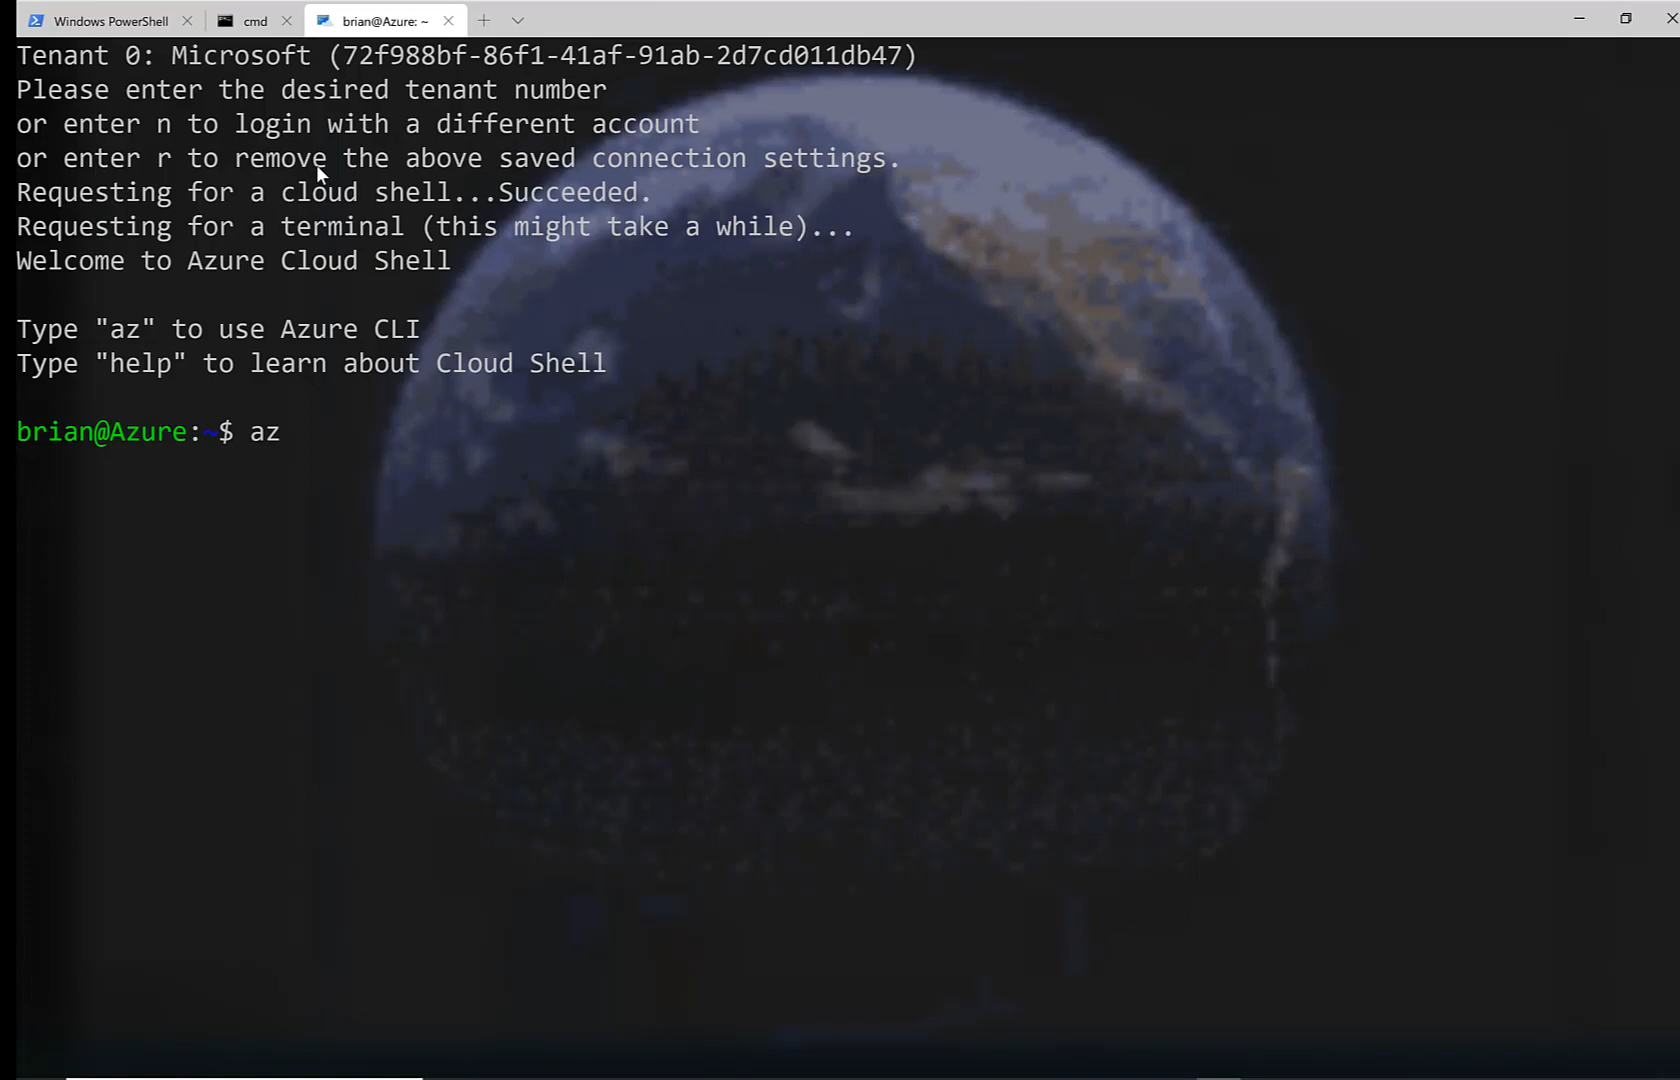 Windows PowerShell
cmd
brian@Azure: ~
Tenant 0: Microsoft (72f988bf-86f1-41af-91ab-2d7cd011db47)
Please enter the desired tenant number
or enter n to login with a different account
or enter r to remove the above saved connection settings.
Requesting for a cloud shell...Succeeded.
Requesting for a terminal (this might take a while)...
Welcome to Azure Cloud Shell
Type "az" to use Azure CLI
Type "help" to learn about Cloud Shell
brian@Azure:~$ az